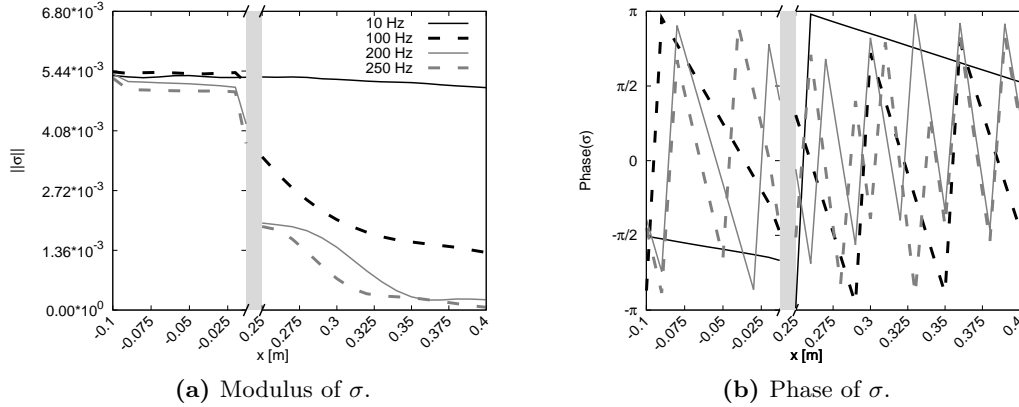 6.80*10⁻³
5.44*10⁻³
4.08*10⁻³
2.72*10⁻³
1.36*10⁻³
0.00*10⁰
||σ||
10 Hz
100 Hz
200 Hz
250 Hz
-0.1
-0.075
-0.05
-0.025
0.25
0.275
0.3
0.325
0.35
0.375
0.4
x [m]
(a) Modulus of σ.
π
π/2
0
-π/2
-π
Phase(σ)
-0.1
-0.075
-0.05
-0.025
0.25
0.275
0.3
0.325
0.35
0.375
0.4
x [m]
(b) Phase of σ.